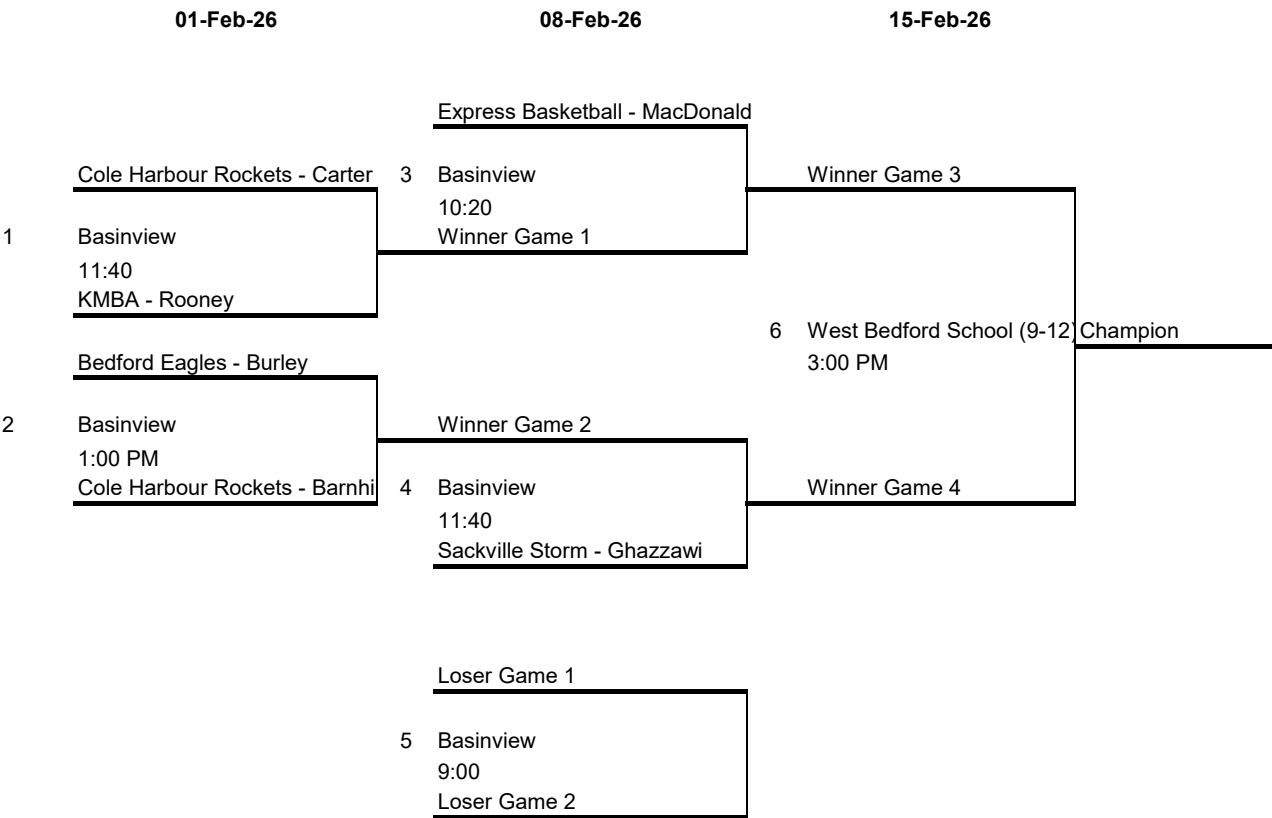 01-Feb-26 08-Feb-26 15-Feb-26
Express Basketball - MacDonald
Cole Harbour Rockets - Carter 3 Basinview Winner Game 3
10:20
1 Basinview Winner Game 1
11:40
KMBA - Rooney
6 West Bedford School (9-12) Champion
Bedford Eagles - Burley 3:00 PM
2 Basinview Winner Game 2
1:00 PM
Cole Harbour Rockets - Barnhi 4 Basinview Winner Game 4
11:40
Sackville Storm - Ghazzawi
Loser Game 1
5 Basinview
9:00
Loser Game 2